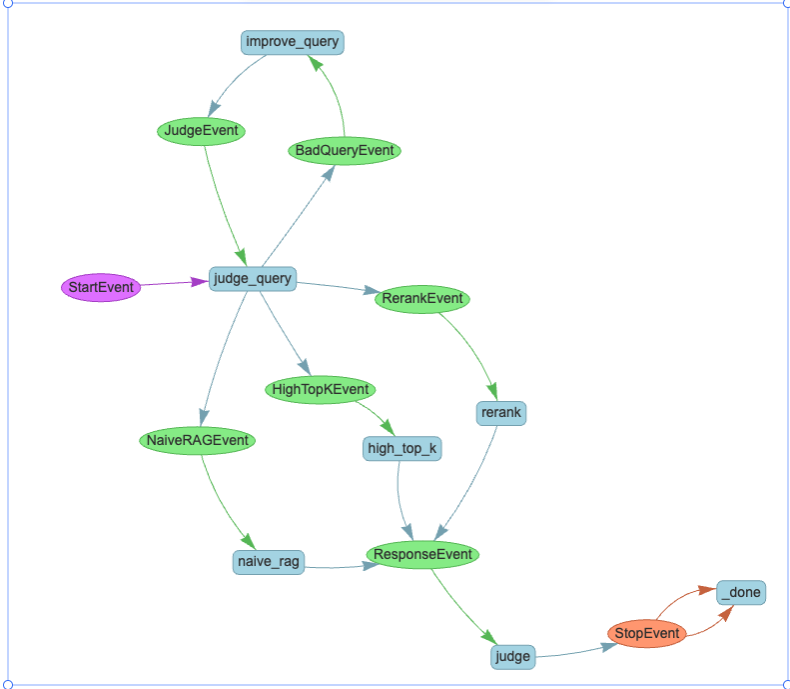 improve_query
JudgeEvent
BadQueryEvent
StartEvent
judge_query
RerankEvent
HighTopKEvent
rerank
NaiveRAGEvent
high_top_k
naive_rag
ResponseEvent
_done
StopEvent
judge